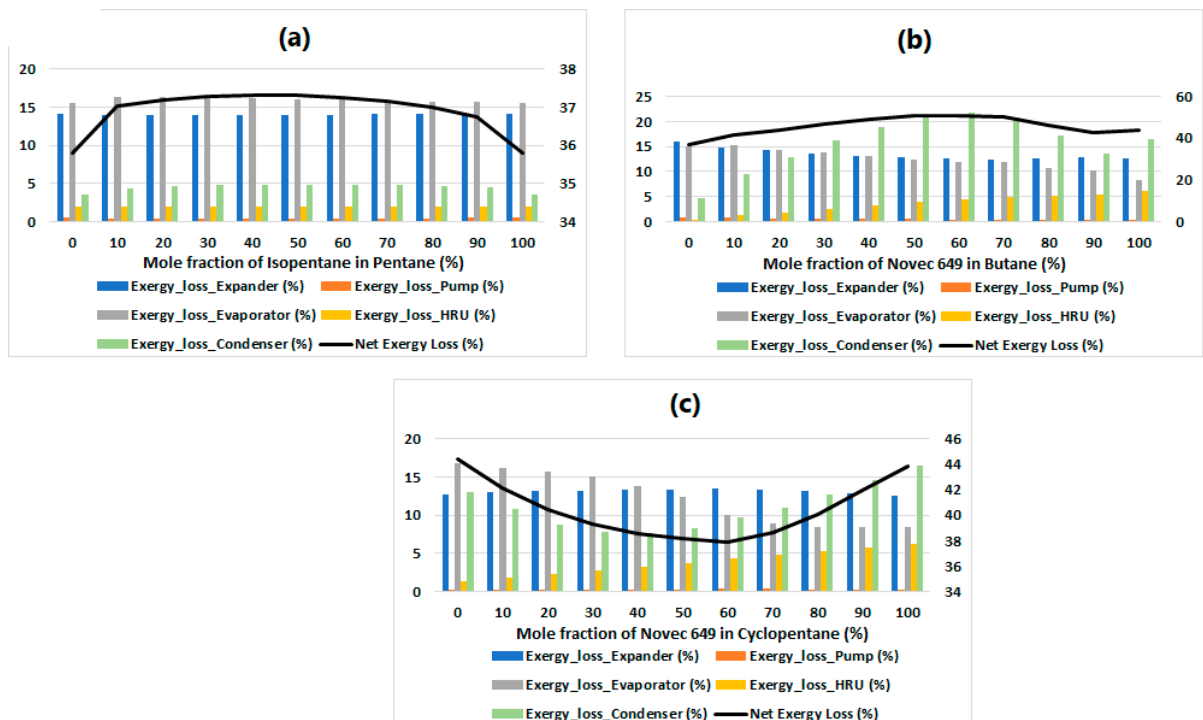 (a)
20 38
15 37
10 36
5 35
0 34
0 10 20 30 40 50 60 70 80 90 100
Mole fraction of Isopentane in Pentane (%)
Exergy_loss_Expander (%) Exergy_loss_Pump (%)
Exergy_loss_Evaporator (%) Exergy_loss_HRU (%)
Exergy_loss_Condenser (%) Net Exergy Loss (%)
(b)
25 60
20
15 40
10
20
5
0 0
0 10 20 30 40 50 60 70 80 90 100
Mole fraction of Novec 649 in Butane (%)
Exergy_loss_Expander (%) Exergy_loss_Pump (%)
Exergy_loss_Evaporator (%) Exergy_loss_HRU (%)
Exergy_loss_Condenser (%) Net Exergy Loss (%)
(c)
20 46
44
15 42
10 40
38
5 36
0 34
0 10 20 30 40 50 60 70 80 90 100
Mole fraction of Novec 649 in Cyclopentane (%)
Exergy_loss_Expander (%) Exergy_loss_Pump (%)
Exergy_loss_Evaporator (%) Exergy_loss_HRU (%)
Exergy_loss_Condenser (%) Net Exergy Loss (%)